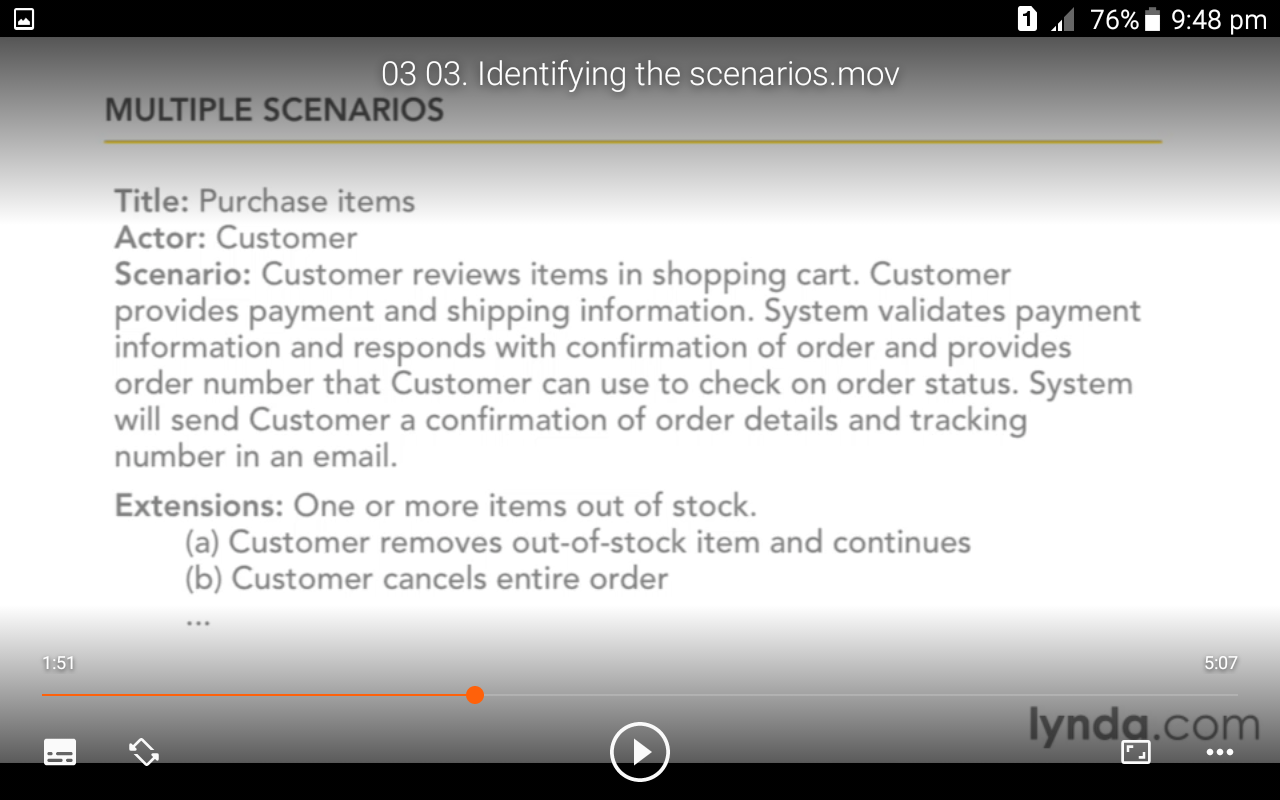 1 76% 9:48 pm
03 03. Identifying the scenarios.mov
MULTIPLE SCENARIOS
Title: Purchase items
Actor: Customer
Scenario: Customer reviews items in shopping cart. Customer
provides payment and shipping information. System validates payment
information and responds with confirmation of order and provides
order number that Customer can use to check on order status. System
will send Customer a confirmation of order details and tracking
number in an email.
Extensions: One or more items out of stock.
(a) Customer removes out-of-stock item and continues
(b) Customer cancels entire order
...
1:51 5:07
lynda.com